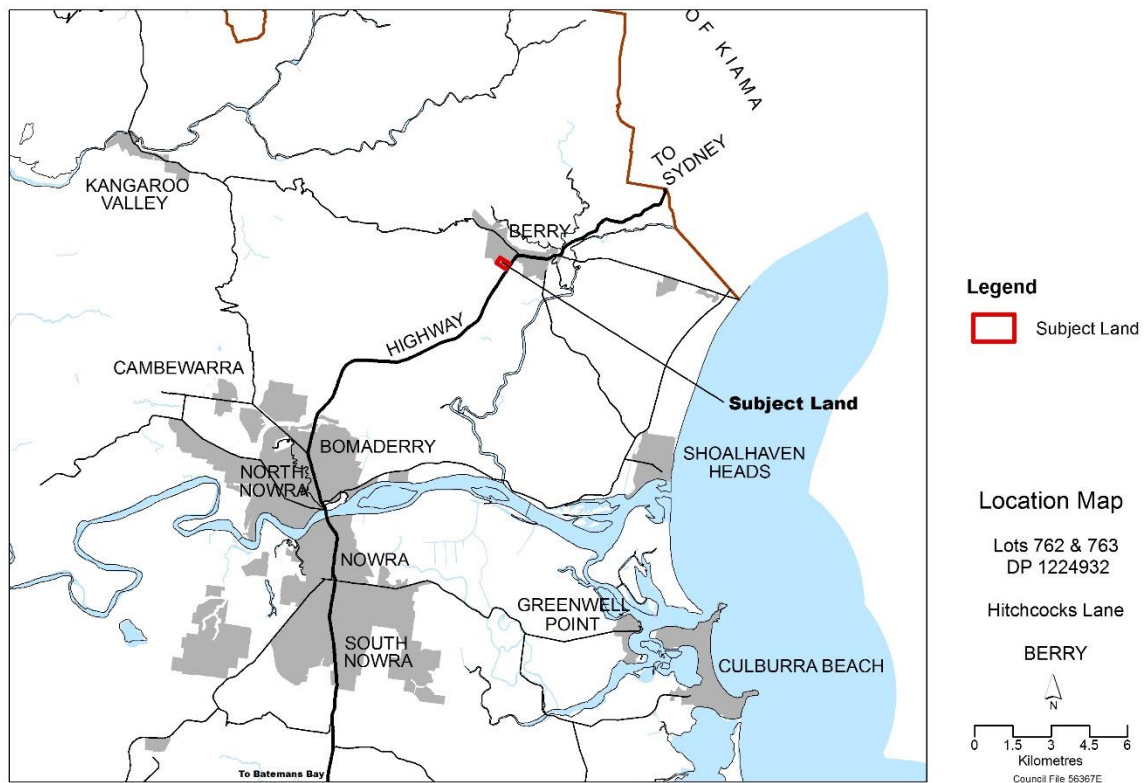 OF KIAMA
TO
SYDNEY
KANGAROO
VALLEY
BERRY
HIGHWAY
CAMBEWARRA
Subject Land
BOMADERRY
SHOALHAVEN
HEADS
NORTH
NOWRA
NOWRA
GREENWELL
POINT
SOUTH
NOWRA
CULBURRA BEACH
To Batemans Bay
Legend
Subject Land
Location Map
Lots 762 & 763
DP 1224932
Hitchcocks Lane
BERRY
N
0 1.5 3 4.5 6
Kilometres
Council File 56367E